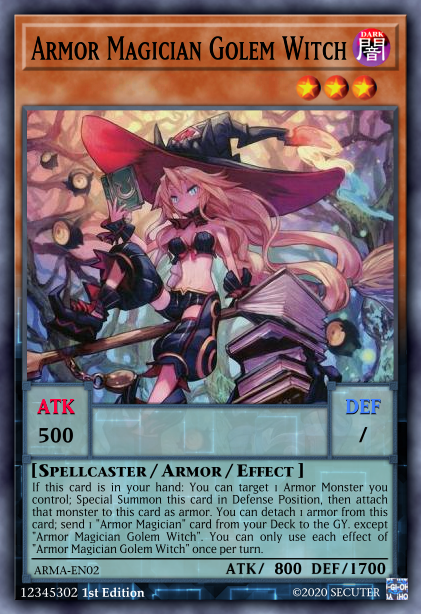 ARMOR MAGICIAN GOLEM WITCH
DARK
闇
ATK
500
DEF
/
[SPELLCASTER / ARMOR / EFFECT ]
If this card is in your hand: You can target 1 Armor Monster you
control; Special Summon this card in Defense Position, then attach
that monster to this card as armor. You can detach 1 armor from this
card; send 1 "Armor Magician" card from your Deck to the GY. except
"Armor Magician Golem Witch". You can only use each effect of
"Armor Magician Golem Witch" once per turn.
ARMA-EN02
ATK/ 800 DEF/1700
12345302 1st Edition
©2020 SECUTER